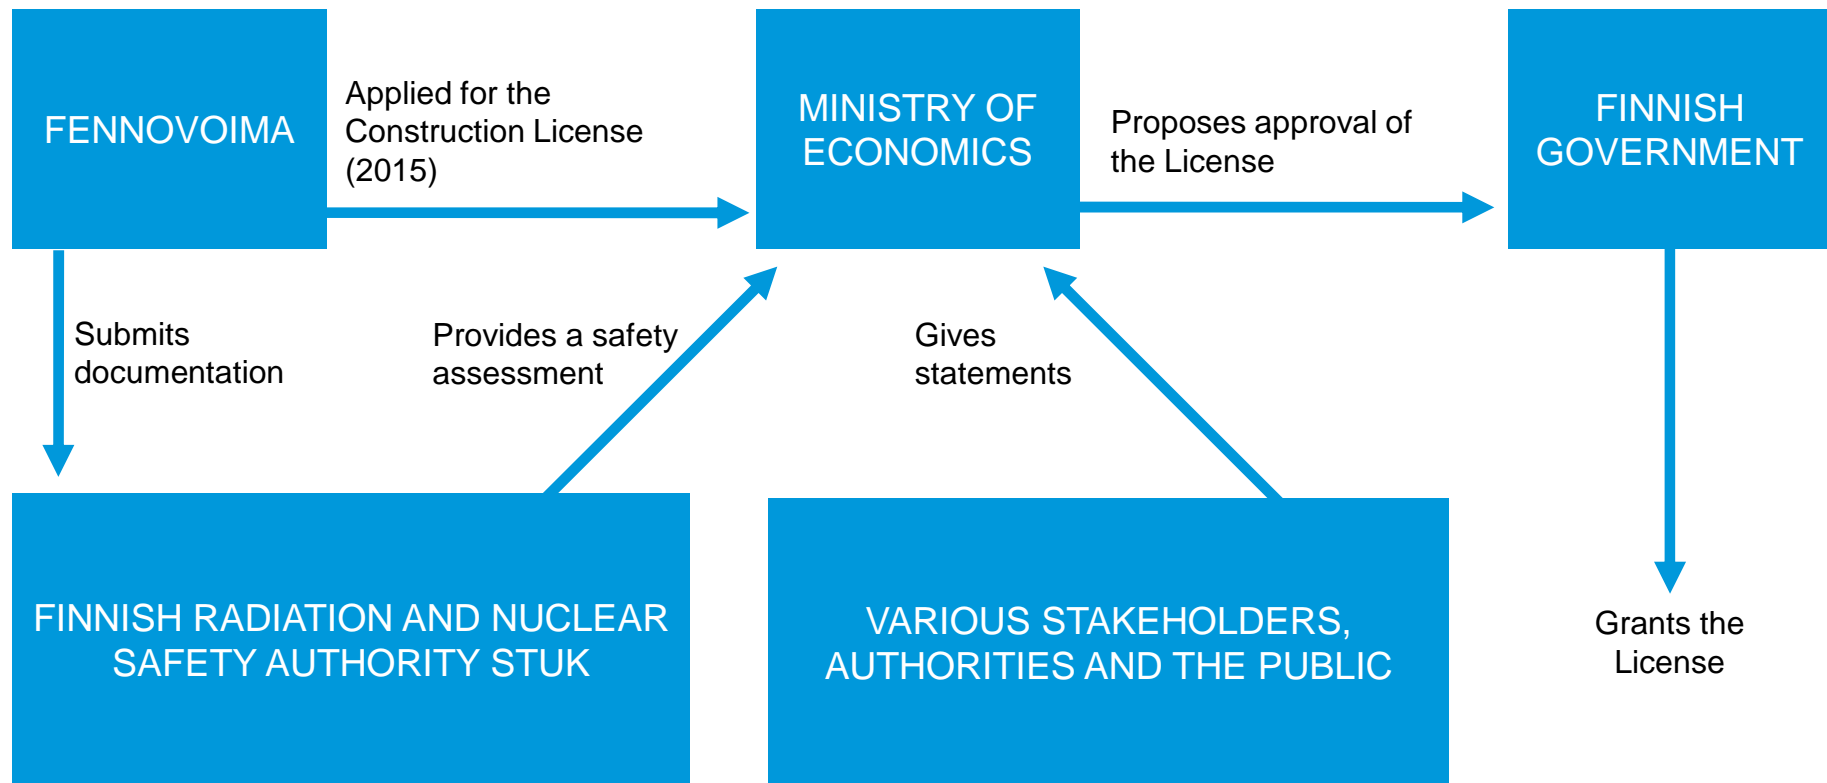 FENNOVOIMA
Applied for the
Construction License
(2015)
MINISTRY OF
ECONOMICS
Proposes approval of
the License
FINNISH
GOVERNMENT
Submits
documentation
Provides a safety
assessment
Gives
statements
FINNISH RADIATION AND NUCLEAR
SAFETY AUTHORITY STUK
VARIOUS STAKEHOLDERS,
AUTHORITIES AND THE PUBLIC
Grants the
License